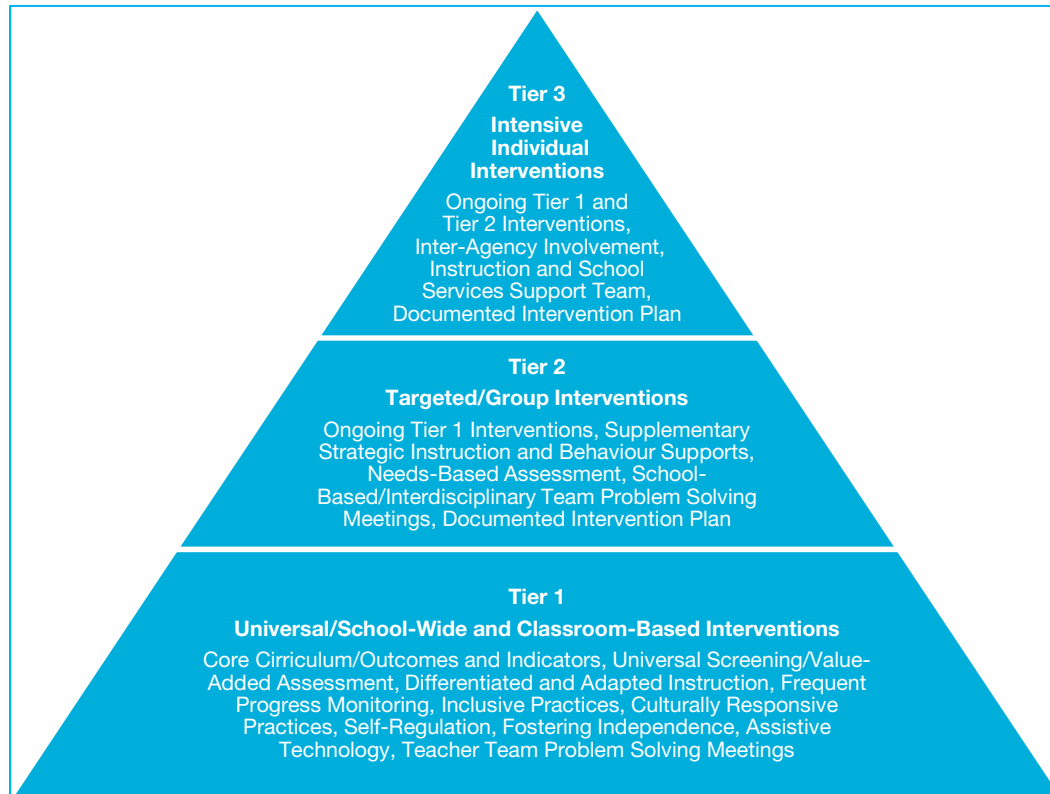 Tier 3
Intensive
Individual
Interventions
Ongoing Tier 1 and
Tier 2 Interventions,
Inter-Agency Involvement,
Instruction and School
Services Support Team,
Documented Intervention Plan
Tier 2
Targeted/Group Interventions
Ongoing Tier 1 Interventions, Supplementary
Strategic Instruction and Behaviour Supports,
Needs-Based Assessment, School-
Based/Interdisciplinary Team Problem Solving
Meetings, Documented Intervention Plan
Tier 1
Universal/School-Wide and Classroom-Based Interventions
Core Cirriculum/Outcomes and Indicators, Universal Screening/Value-
Added Assessment, Differentiated and Adapted Instruction, Frequent
Progress Monitoring, Inclusive Practices, Culturally Responsive
Practices, Self-Regulation, Fostering Independence, Assistive
Technology, Teacher Team Problem Solving Meetings